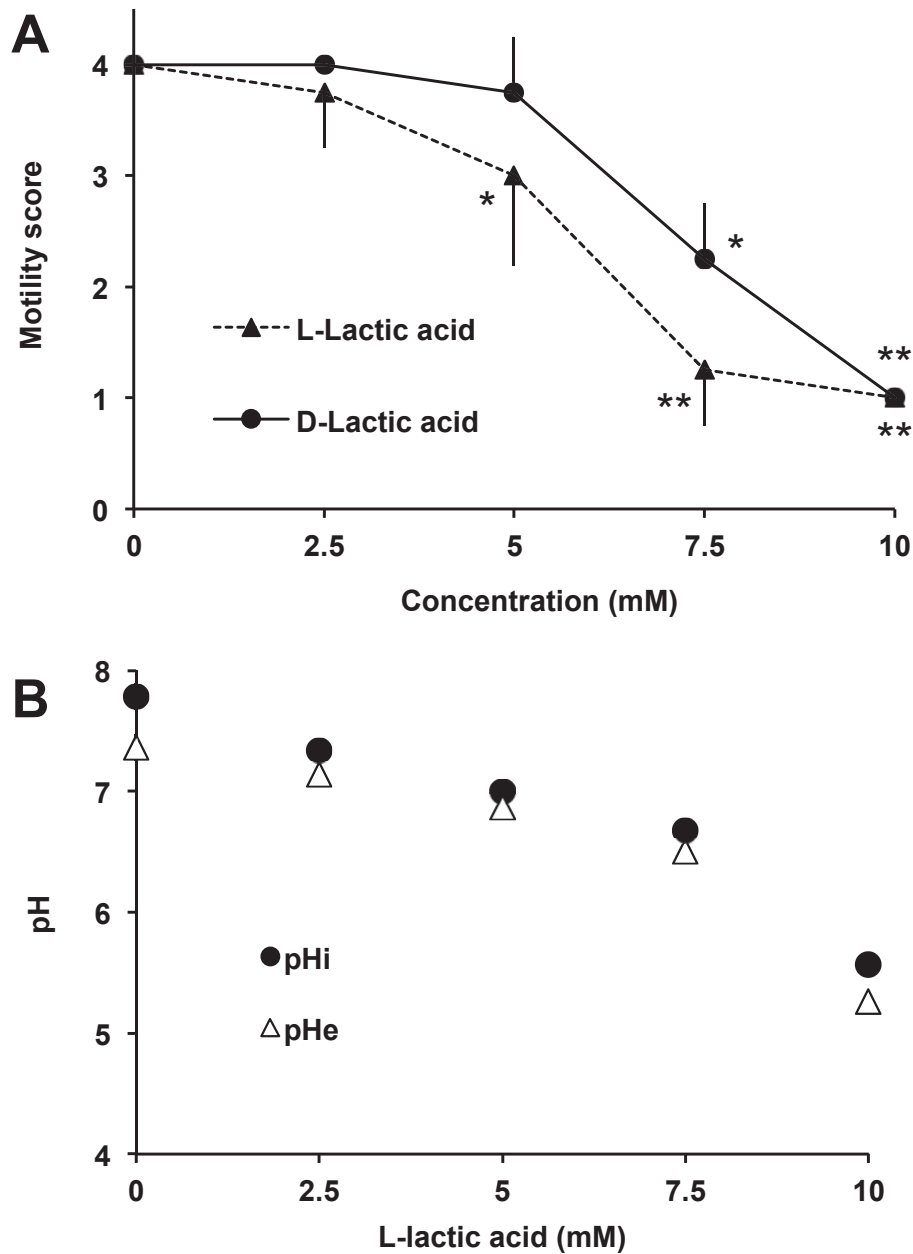 A
Motility score
4
3
2
1
0
*
*
**
**
**
L-Lactic acid
D-Lactic acid
0 2.5 5 7.5 10
Concentration (mM)
B
pH
8
7
6
5
4
pHi
pHe
0 2.5 5 7.5 10
L-lactic acid (mM)